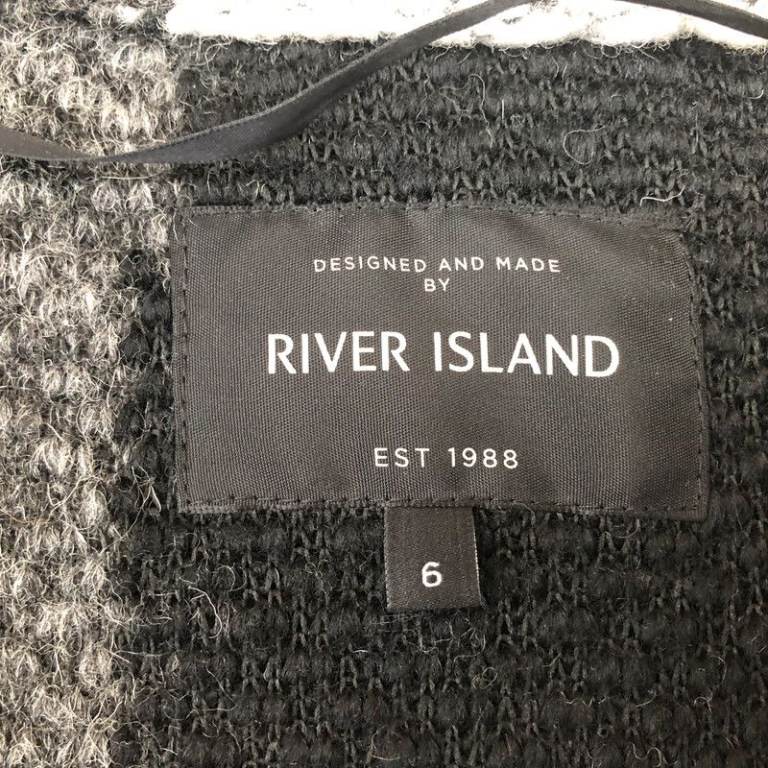 DESIGNED AND MADE
BY
RIVER ISLAND
EST 1988
6